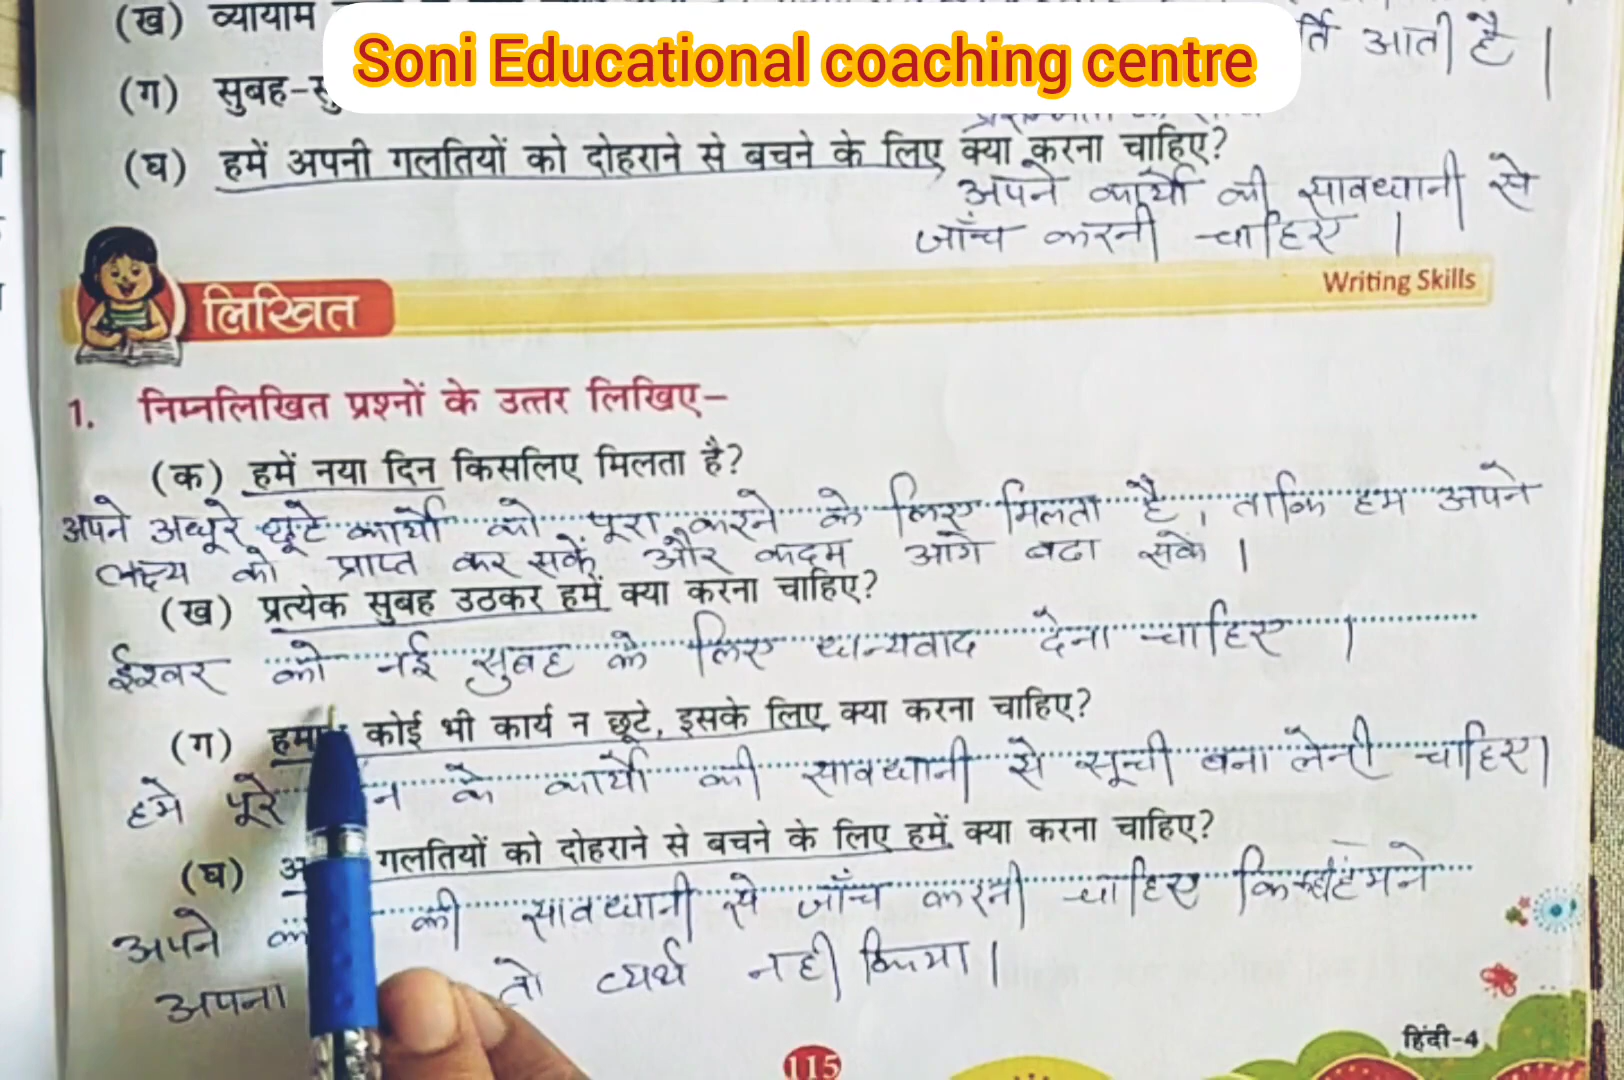 (ख) व्यायाम
Soni Educational coaching centre
र्ति आती है |
(ग) सुबह-सु
(घ) हमें अपनी गलतियों को दोहराने से बचने के लिए क्या करना चाहिए?
अपने कार्यो की सावधानी से
जाँच करनी चाहिए |
लिखित
Writing Skills
1. निम्नलिखित प्रश्नों के उत्तर लिखिए–
(क) हमें नया दिन किसलिए मिलता है?
अपने अधूरे छूटे कार्यो को पूरा करने के लिए मिलता है, ताकि हम अपने
लक्ष्य को प्राप्त कर सकें और कदम आगे बढा सके |
(ख) प्रत्येक सुबह उठकर हमें क्या करना चाहिए?
ईश्वर को नई सुबह के लिए धन्यवाद देना चाहिए |
(ग) हमा कोई भी कार्य न छूटे, इसके लिए क्या करना चाहिए?
हमे पूरे न के कार्यो की सावधानी से सूची बना लेनी चाहिए|
(घ) अ गलतियों को दोहराने से बचने के लिए हमें क्या करना चाहिए?
अपने की सावधानी से जाँच करनी चाहिए कि कहीं हमने
अपना तो व्यर्थ नही किया|
हिंदी-4
115